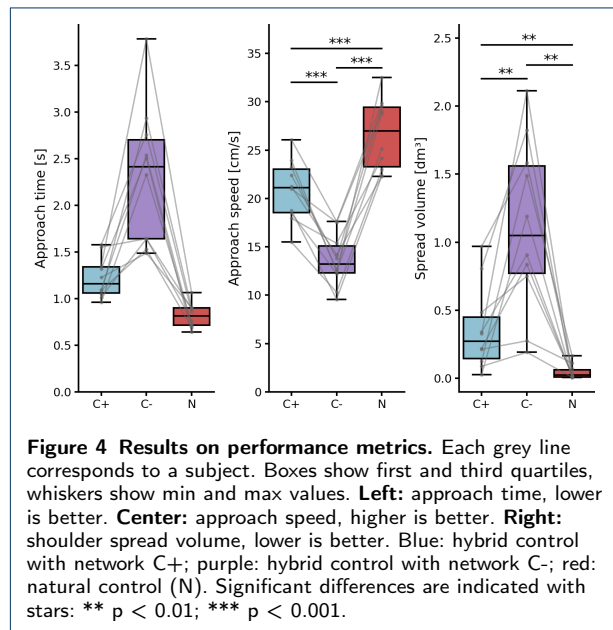 Approach time [s]
3.5
3.0
2.5
2.0
1.5
1.0
0.5
0.0
C+ C- N
Approach speed [cm/s]
35
30
25
20
15
10
5
0
*** 
*** ***
C+ C- N
Spread volume [dm³]
2.5
2.0
1.5
1.0
0.5
0.0
**
** **
C+ C- N
Figure 4 Results on performance metrics. Each grey line
corresponds to a subject. Boxes show first and third quartiles,
whiskers show min and max values. Left: approach time, lower
is better. Center: approach speed, higher is better. Right:
shoulder spread volume, lower is better. Blue: hybrid control
with network C+; purple: hybrid control with network C-; red:
natural control (N). Significant differences are indicated with
stars: ** p < 0.01; *** p < 0.001.